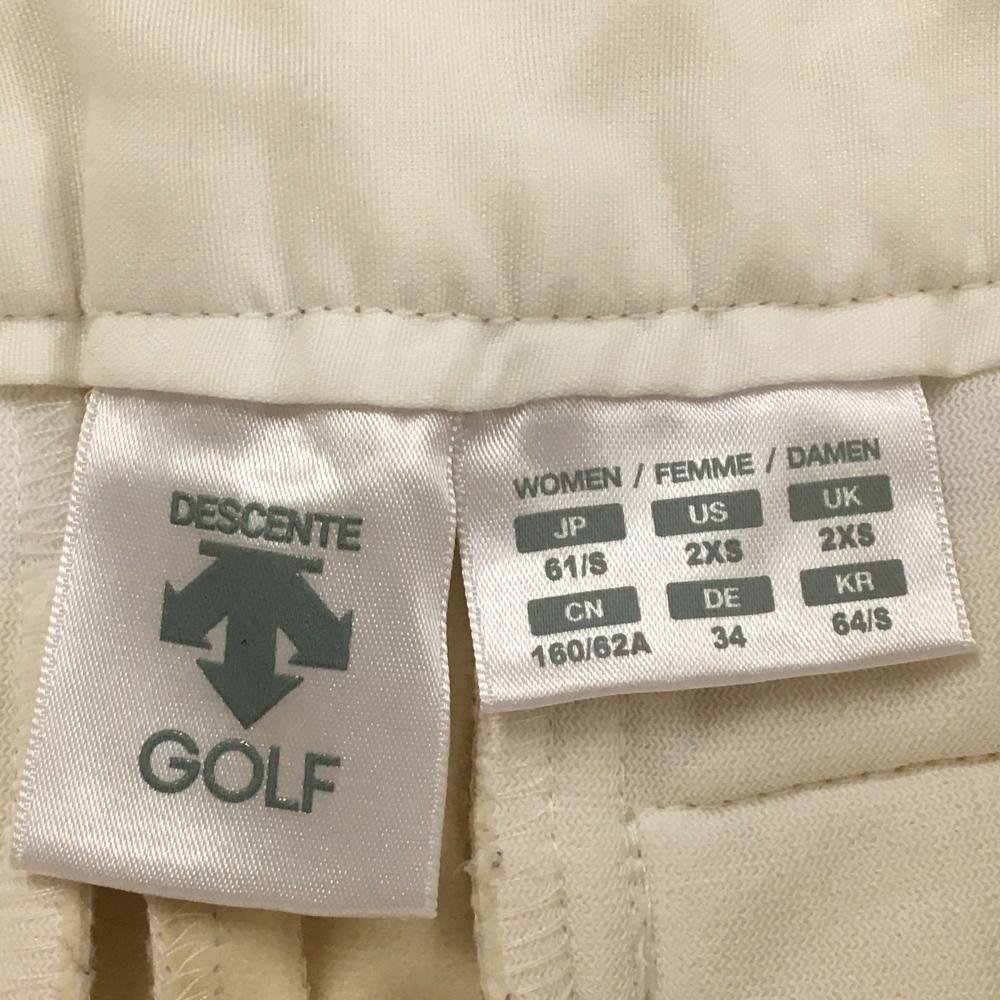 DESCENTE
GOLF
WOMEN / FEMME / DAMEN
JP US UK
61/S 2XS 2XS
CN DE KR
160/62A 34 64/S